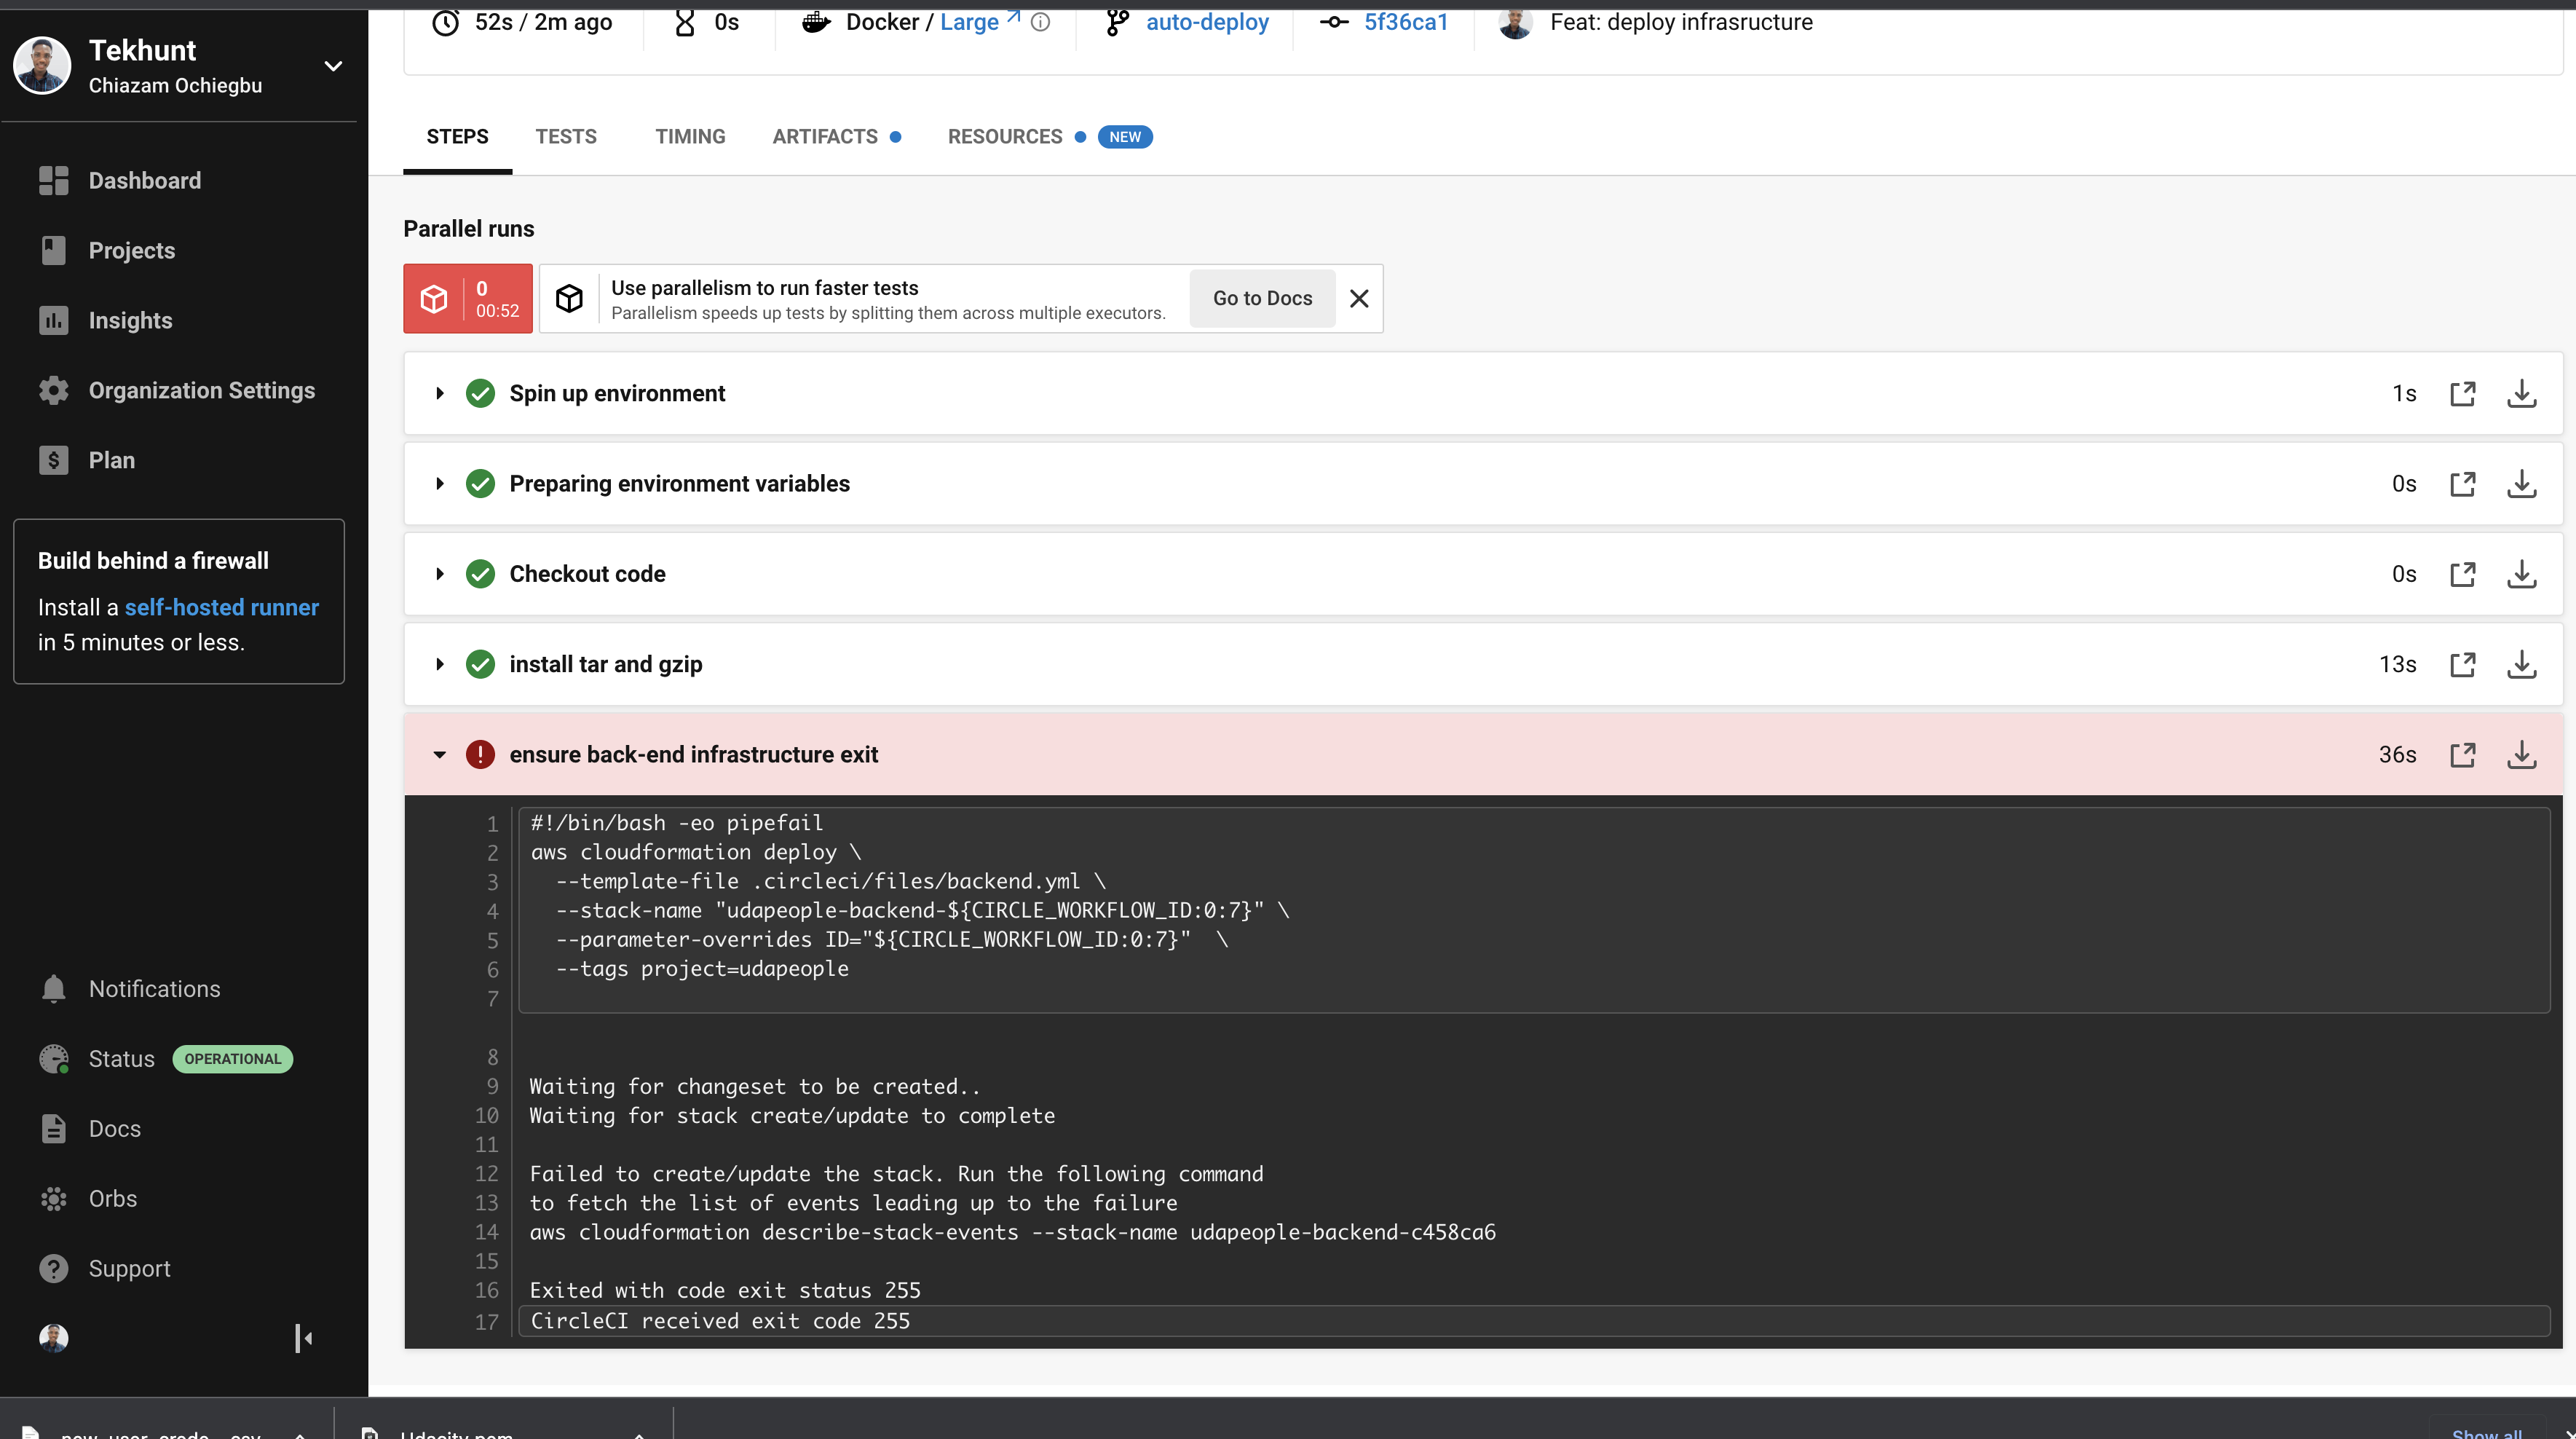 Tekhunt
Chiazam Ochiegbu
Dashboard
Projects
Insights
Organization Settings
Plan
Build behind a firewall
Install a self-hosted runner
in 5 minutes or less.
Notifications
Status OPERATIONAL
Docs
Orbs
Support
52s / 2m ago 0s Docker / Large auto-deploy 5f36ca1 Feat: deploy infrasructure
STEPS TESTS TIMING ARTIFACTS RESOURCES NEW
Parallel runs
0
00:52
Use parallelism to run faster tests
Parallelism speeds up tests by splitting them across multiple executors.
Go to Docs
Spin up environment 1s
Preparing environment variables 0s
Checkout code 0s
install tar and gzip 13s
ensure back-end infrastructure exit 36s
1 #!/bin/bash -eo pipefail
2 aws cloudformation deploy \
3 --template-file .circleci/files/backend.yml \
4 --stack-name "udapeople-backend-${CIRCLE_WORKFLOW_ID:0:7}" \
5 --parameter-overrides ID="${CIRCLE_WORKFLOW_ID:0:7}" \
6 --tags project=udapeople
7
8
9 Waiting for changeset to be created..
10 Waiting for stack create/update to complete
11
12 Failed to create/update the stack. Run the following command
13 to fetch the list of events leading up to the failure
14 aws cloudformation describe-stack-events --stack-name udapeople-backend-c458ca6
15
16 Exited with code exit status 255
17 CircleCI received exit code 255
Show all